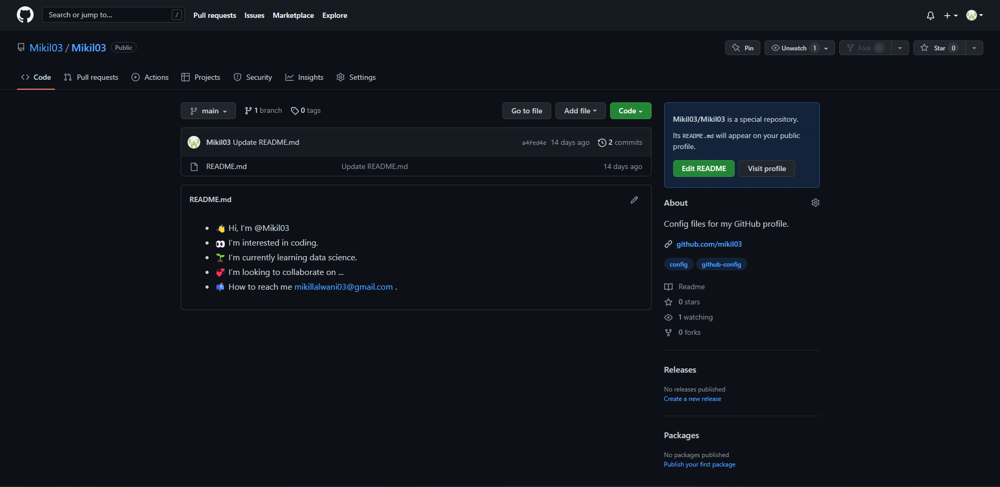 Search or jump to... /
Pull requests Issues Marketplace Explore
Mikil03 / Mikil03 Public
Pin Unwatch 1 Fork 0 Star 0
Code Pull requests Actions Projects Security Insights Settings
main 1 branch 0 tags
Go to file Add file Code
Mikil03 Update README.md a4fed4e 14 days ago 2 commits
README.md Update README.md 14 days ago
README.md
👋 Hi, I’m @Mikil03
👀 I’m interested in coding.
🌱 I’m currently learning data science.
💞️ I’m looking to collaborate on ...
📫 How to reach me mikillalwani03@gmail.com .
Mikil03/Mikil03 is a special repository.
Its README.md will appear on your public
profile.
Edit README Visit profile
About
Config files for my GitHub profile.
github.com/mikil03
config github-config
Readme
0 stars
1 watching
0 forks
Releases
No releases published
Create a new release
Packages
No packages published
Publish your first package